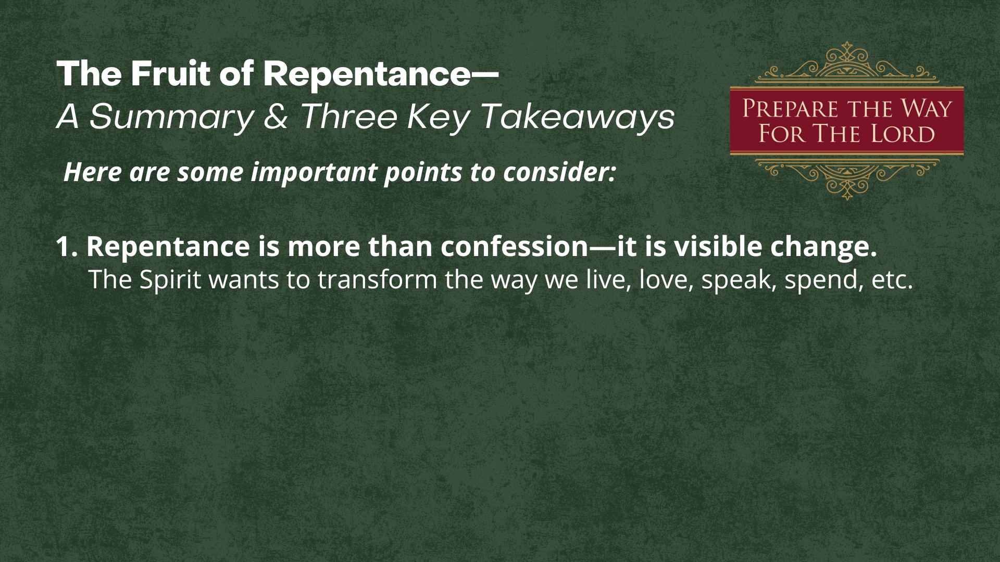 The Fruit of Repentance—
A Summary & Three Key Takeaways
PREPARE THE WAY
FOR THE LORD
Here are some important points to consider:
1. Repentance is more than confession—it is visible change.
The Spirit wants to transform the way we live, love, speak, spend, etc.